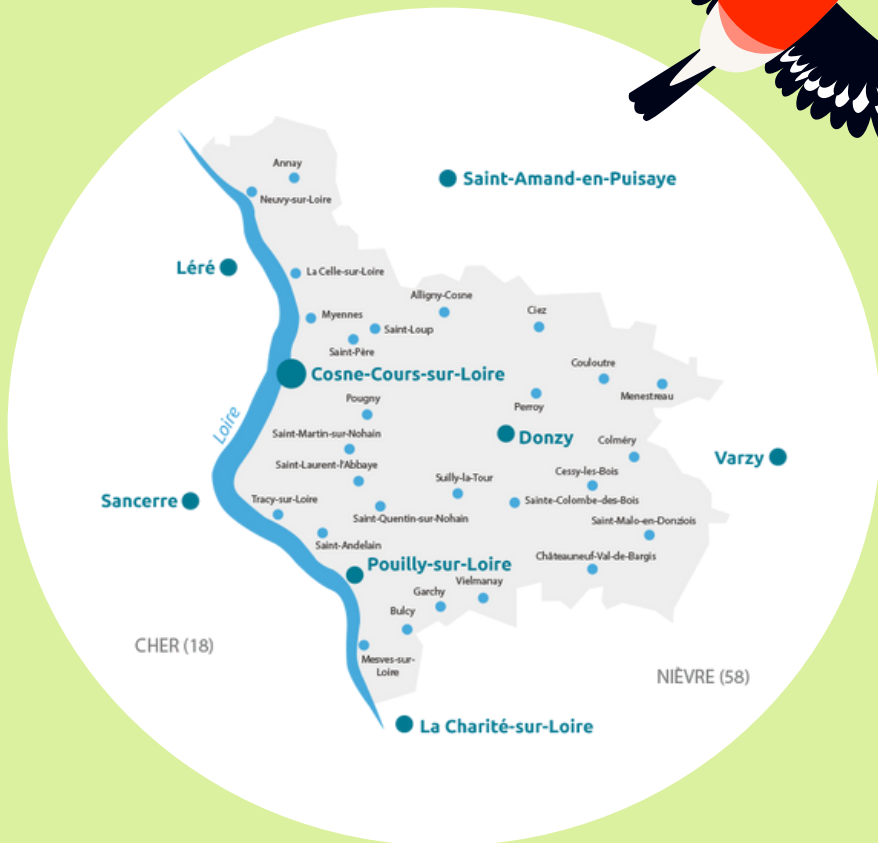 Annay
Saint-Amand-en-Puisaye
Neuvy-sur-Loire
Léré
La Celle-sur-Loire
Alligny-Cosne
Ciez
Myennes
Saint-Loup
Saint-Père
Couloutre
Cosne-Cours-sur-Loire
Menestreau
Pougny
Perroy
Loire
Saint-Martin-sur-Nohain
Donzy
Colméry
Varzy
Saint-Laurent-l'Abbaye
Cessy-les-Bois
Suilly-la-Tour
Sancerre
Tracy-sur-Loire
Sainte-Colombe-des-Bois
Saint-Quentin-sur-Nohain
Saint-Malo-en-Donziois
Saint-Andelain
Châteauneuf-Val-de-Bargis
Pouilly-sur-Loire
Vielmanay
Garchy
Bulcy
CHER (18)
Mesves-sur-
Loire
NIÈVRE (58)
La Charité-sur-Loire